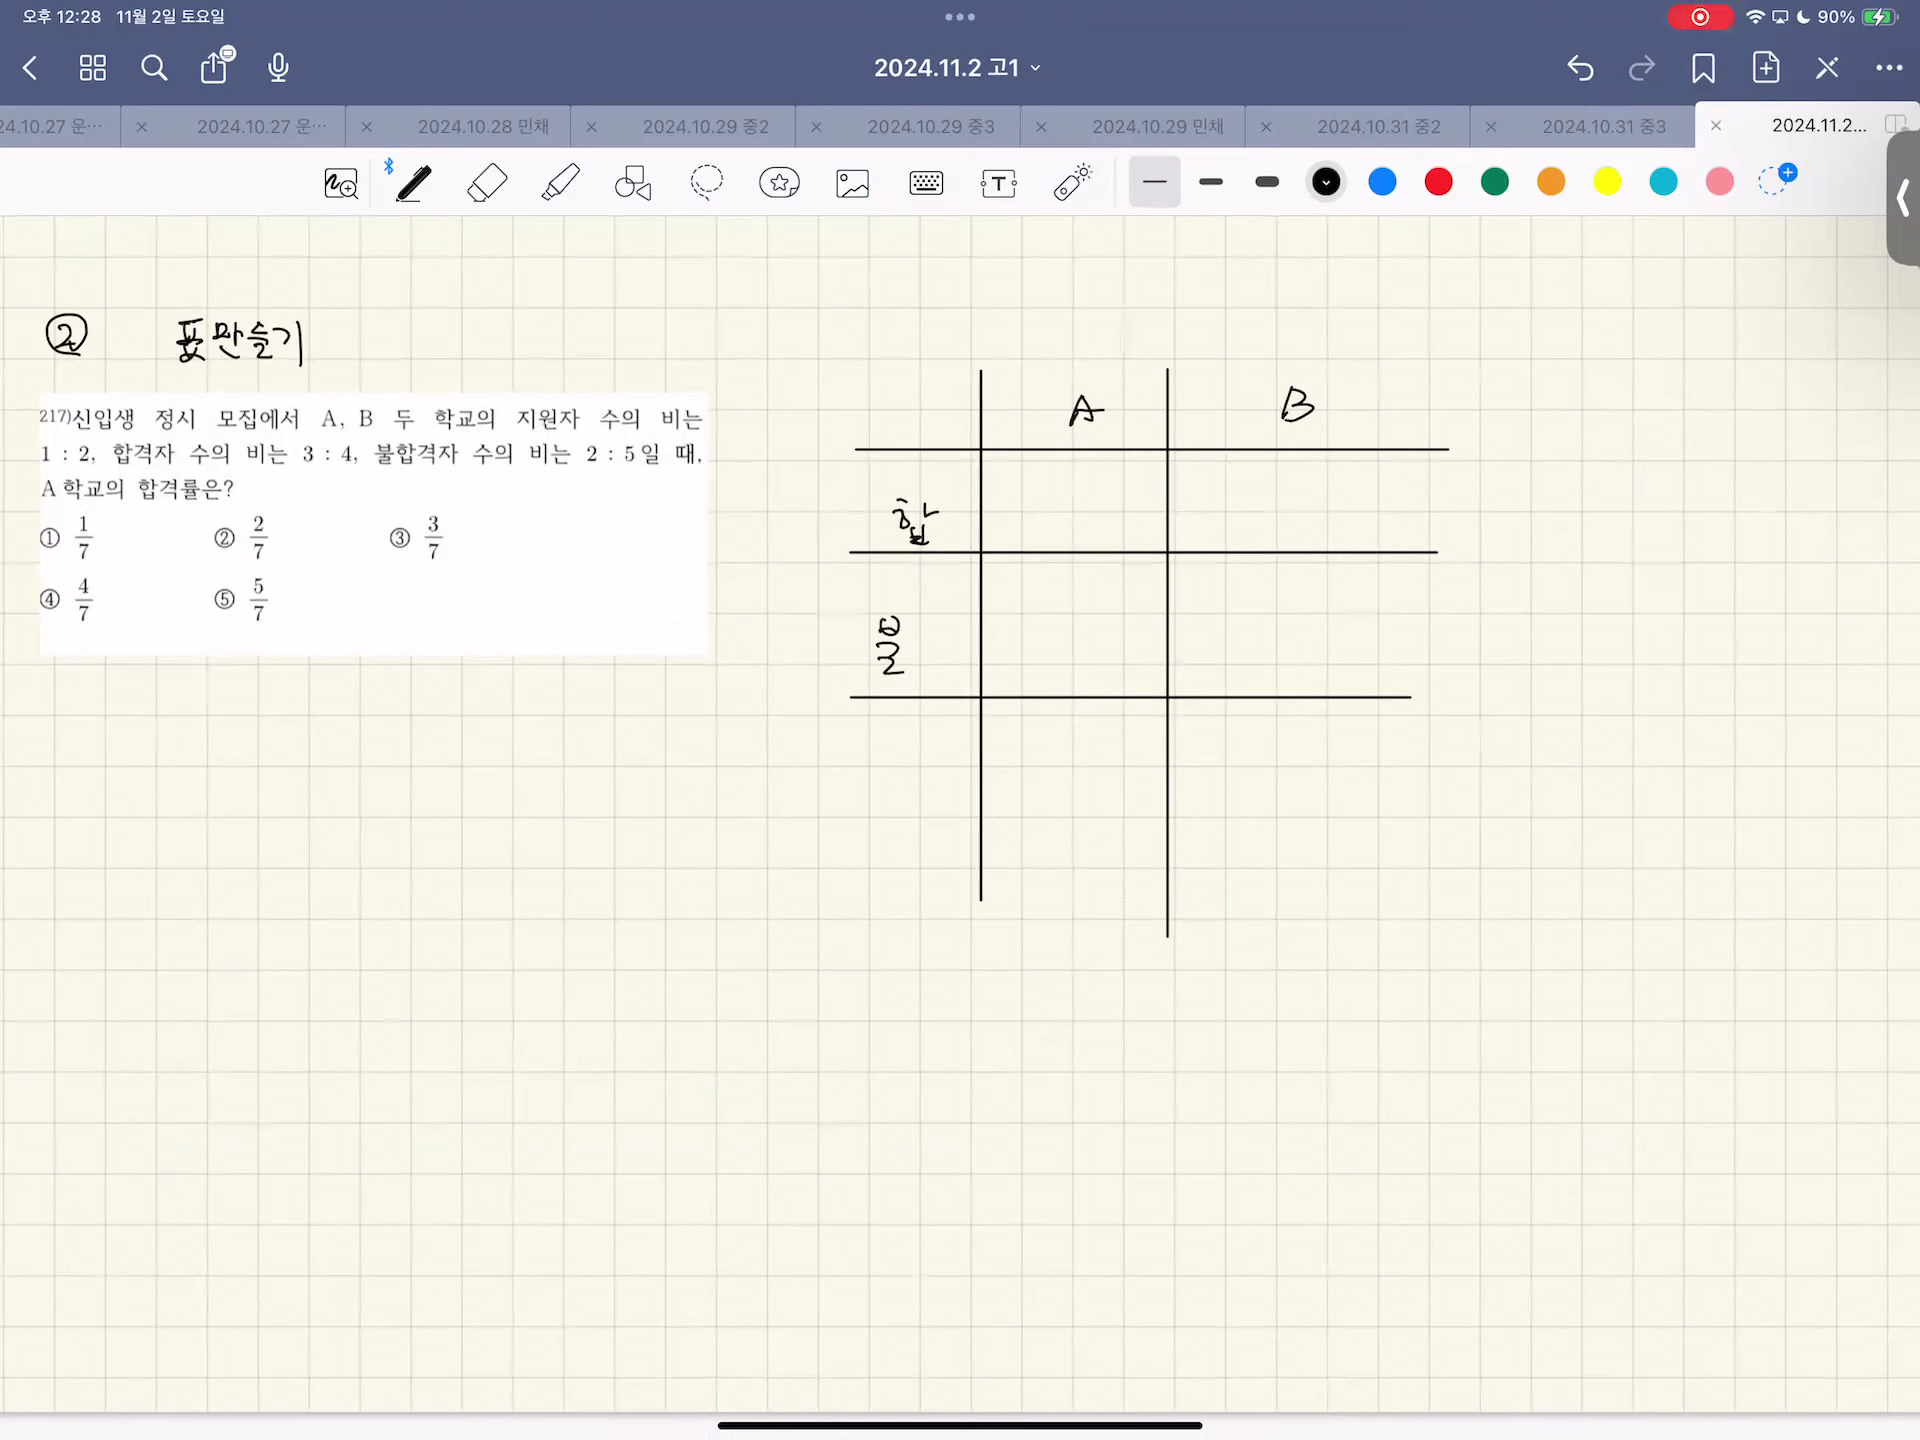 오후 12:28 11월 2일 토요일
90%
2024.11.2 고1
24.10.27 운…
2024.10.27 운…
2024.10.28 민채
2024.10.29 중2
2024.10.29 중3
2024.10.29 민채
2024.10.31 중2
2024.10.31 중3
2024.11.2...
② 표만들기
217)신입생 정시 모집에서 A, B 두 학교의 지원자 수의 비는
1 : 2, 합격자 수의 비는 3 : 4, 불합격자 수의 비는 2 : 5일 때,
A 학교의 합격률은?
① 1/7 ② 2/7 ③ 3/7
④ 4/7 ⑤ 5/7
A B
합
불